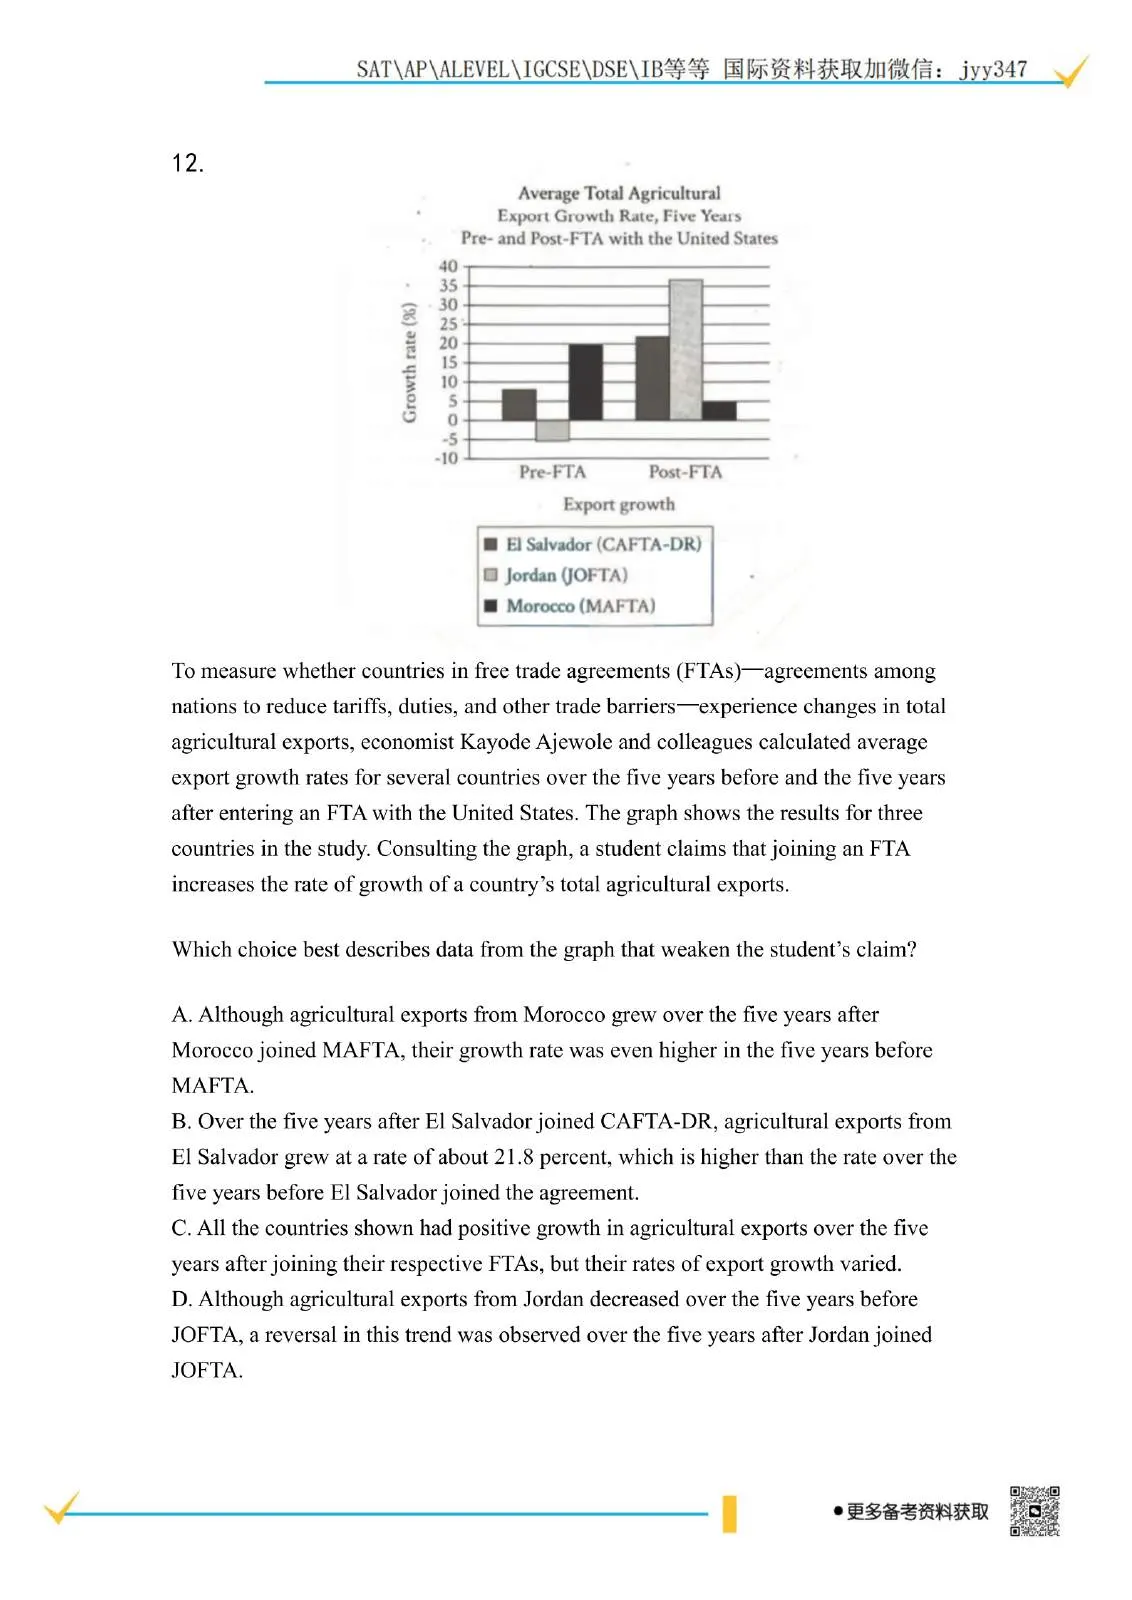 SAT\AP\ALEVEL\IGCSE\DSE\IB等等 国际资料获取加微信：jyy347
12.
Average Total Agricultural
Export Growth Rate, Five Years
Pre- and Post-FTA with the United States
Growth rate (%)
40
35
30
25
20
15
10
5
0
-5
-10
Pre-FTA Post-FTA
Export growth
El Salvador (CAFTA-DR)
Jordan (JOFTA)
Morocco (MAFTA)
To measure whether countries in free trade agreements (FTAs)—agreements among
nations to reduce tariffs, duties, and other trade barriers—experience changes in total
agricultural exports, economist Kayode Ajewole and colleagues calculated average
export growth rates for several countries over the five years before and the five years
after entering an FTA with the United States. The graph shows the results for three
countries in the study. Consulting the graph, a student claims that joining an FTA
increases the rate of growth of a country's total agricultural exports.
Which choice best describes data from the graph that weaken the student's claim?
A. Although agricultural exports from Morocco grew over the five years after
Morocco joined MAFTA, their growth rate was even higher in the five years before
MAFTA.
B. Over the five years after El Salvador joined CAFTA-DR, agricultural exports from
El Salvador grew at a rate of about 21.8 percent, which is higher than the rate over the
five years before El Salvador joined the agreement.
C. All the countries shown had positive growth in agricultural exports over the five
years after joining their respective FTAs, but their rates of export growth varied.
D. Although agricultural exports from Jordan decreased over the five years before
JOFTA, a reversal in this trend was observed over the five years after Jordan joined
JOFTA.
●更多备考资料获取